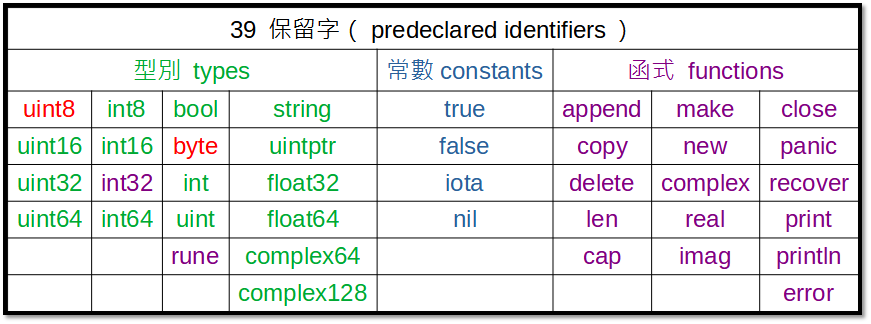 39 保留字（ predeclared identifiers ）
型別 types 常數 constants 函式 functions
uint8 int8 bool string true append make close
uint16 int16 byte uintptr false copy new panic
uint32 int32 int float32 iota delete complex recover
uint64 int64 uint float64 nil len real print
rune complex64 cap imag println
complex128 error